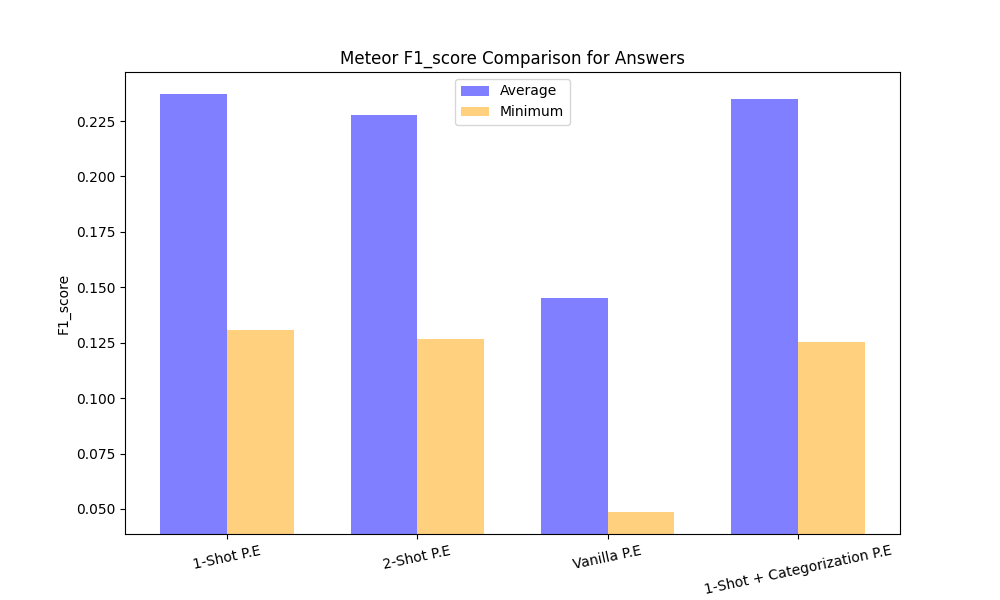 Meteor F1_score Comparison for Answers
Average
Minimum
F1_score
0.225
0.200
0.175
0.150
0.125
0.100
0.075
0.050
1-Shot P.E
2-Shot P.E
Vanilla P.E
1-Shot + Categorization P.E